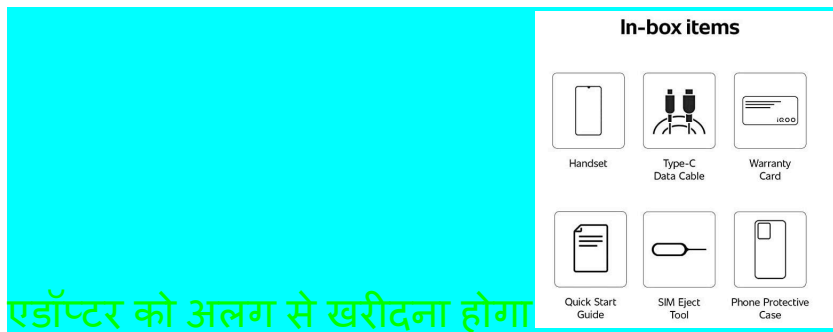 एडॉप्टर को अलग से खरीदना होगा
In-box items
iQOO
Handset
Type-C
Data Cable
Warranty
Card
Quick Start
Guide
SIM Eject
Tool
Phone Protective
Case